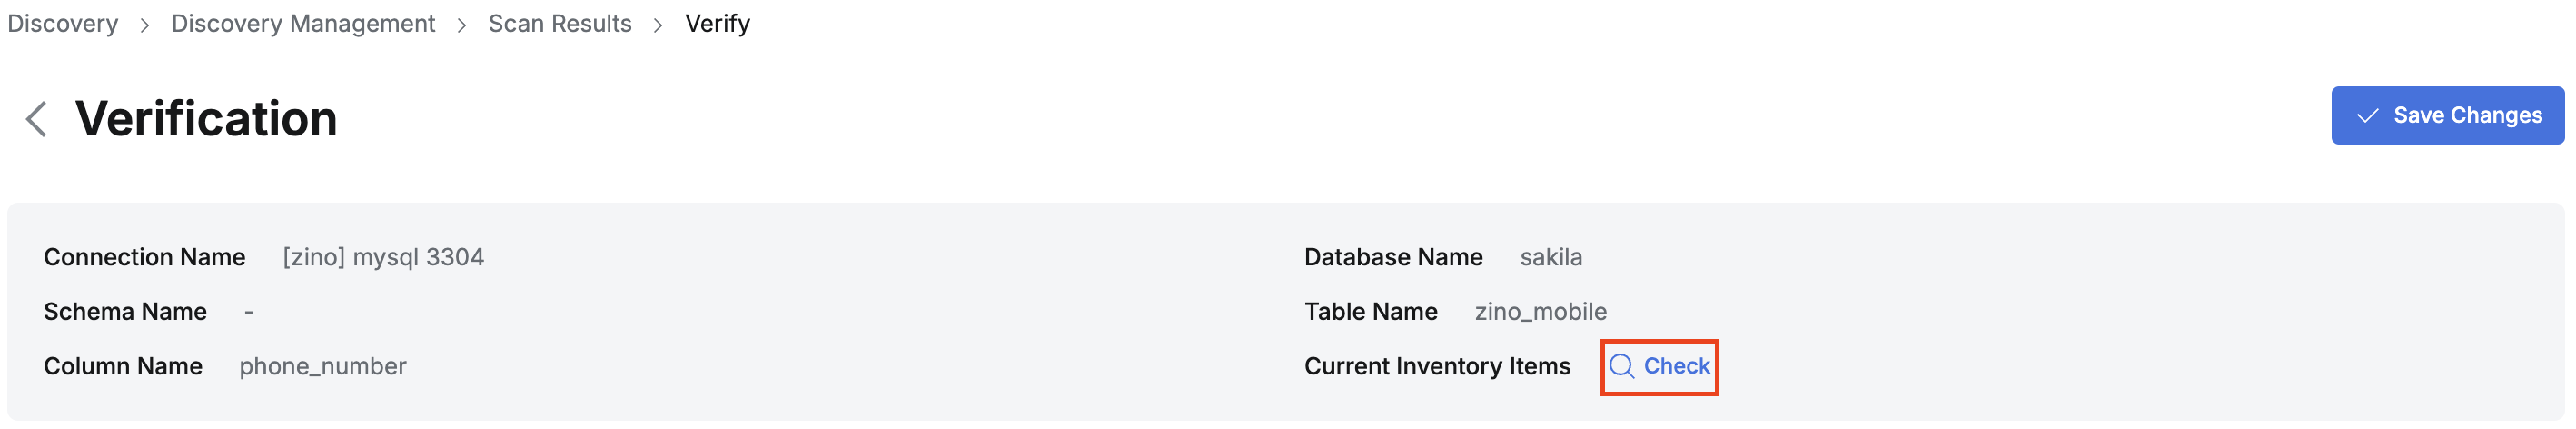 Discovery > Discovery Management > Scan Results > Verify
Verification
Save Changes
Connection Name [zino] mysql 3304
Database Name sakila
Schema Name -
Table Name zino_mobile
Column Name phone_number
Current Inventory Items Check